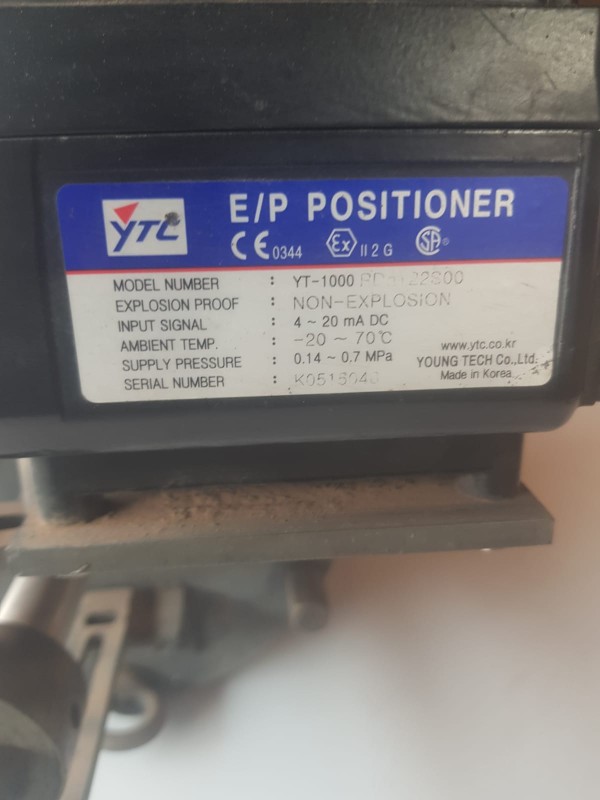 YTC
E/P POSITIONER
CE 0344 Ex II 2 G SA ®
MODEL NUMBER : YT-1000
EXPLOSION PROOF : NON-EXPLOSION
INPUT SIGNAL : 4 ~ 20 mA DC
AMBIENT TEMP. : -20 ~ 70°C
SUPPLY PRESSURE : 0.14 ~ 0.7 MPa
SERIAL NUMBER :
www.ytc.co.kr
YOUNG TECH Co.,Ltd.
Made in Korea